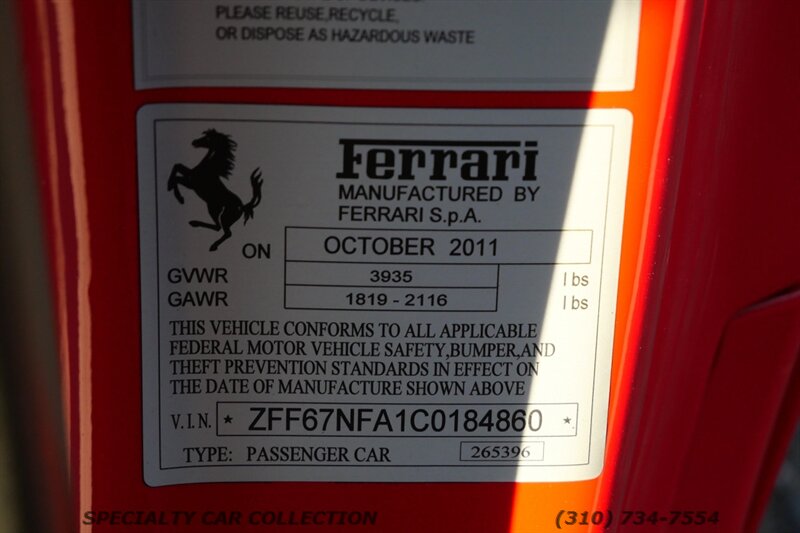 PLEASE REUSE,RECYCLE,
OR DISPOSE AS HAZARDOUS WASTE
Ferrari
MANUFACTURED BY
FERRARI S.p.A.
ON OCTOBER 2011
GVWR 3935 lbs
GAWR 1819 - 2116 lbs
THIS VEHICLE CONFORMS TO ALL APPLICABLE
FEDERAL MOTOR VEHICLE SAFETY,BUMPER,AND
THEFT PREVENTION STANDARDS IN EFFECT ON
THE DATE OF MANUFACTURE SHOWN ABOVE
V.I.N. * ZFF67NFA1C0184860 *
TYPE: PASSENGER CAR 265396
SPECIALTY CAR COLLECTION (310) 734-7554